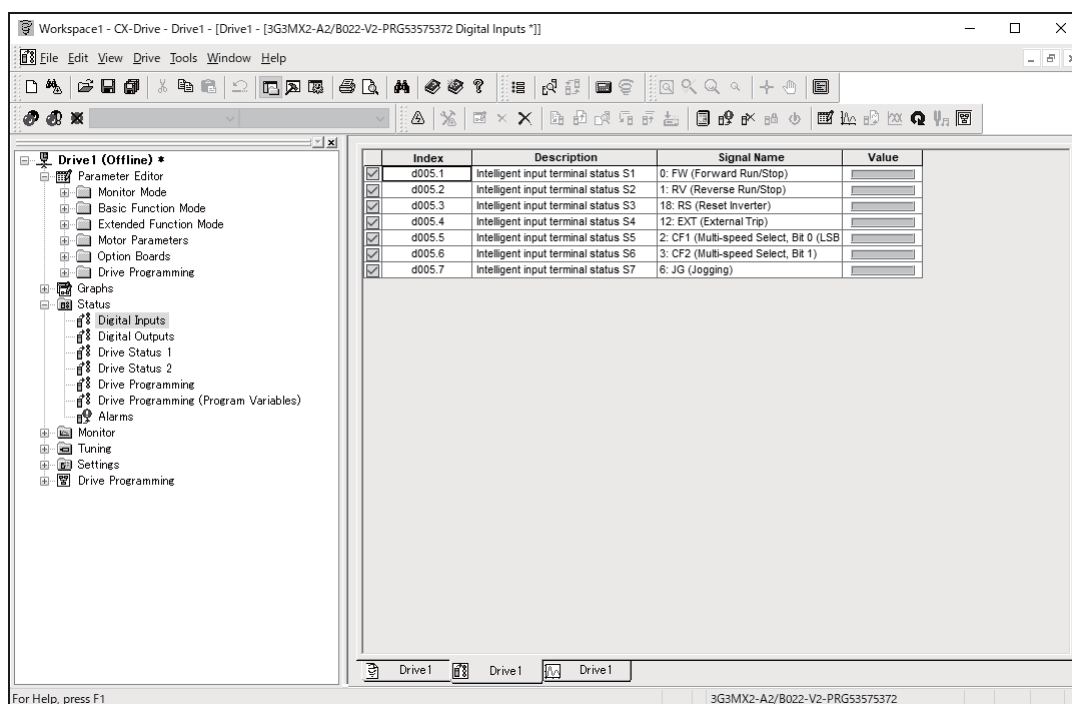 Workspace1 - CX-Drive - Drive1 - [Drive1 - [3G3MX2-A2/B022-V2-PRG53575372 Digital Inputs *]]
File Edit View Drive Tools Window Help
Drive1 (Offline) *
Parameter Editor
Monitor Mode
Basic Function Mode
Extended Function Mode
Motor Parameters
Option Boards
Drive Programming
Graphs
Status
Digital Inputs
Digital Outputs
Drive Status 1
Drive Status 2
Drive Programming
Drive Programming (Program Variables)
Alarms
Monitor
Tuning
Settings
Drive Programming
Index Description Signal Name Value
d005.1 Intelligent input terminal status S1 0: FW (Forward Run/Stop)
d005.2 Intelligent input terminal status S2 1: RV (Reverse Run/Stop)
d005.3 Intelligent input terminal status S3 18: RS (Reset Inverter)
d005.4 Intelligent input terminal status S4 12: EXT (External Trip)
d005.5 Intelligent input terminal status S5 2: CF1 (Multi-speed Select, Bit 0 (LSB
d005.6 Intelligent input terminal status S6 3: CF2 (Multi-speed Select, Bit 1)
d005.7 Intelligent input terminal status S7 6: JG (Jogging)
Drive1 Drive1 Drive1
For Help, press F1 3G3MX2-A2/B022-V2-PRG53575372